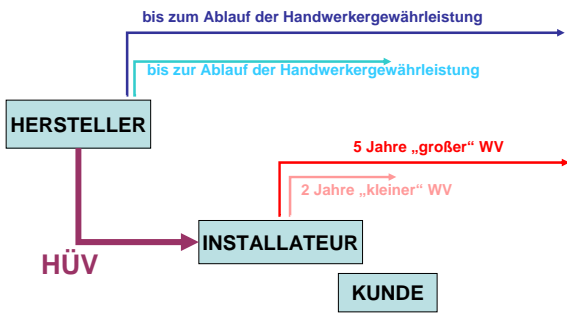 bis zum Ablauf der Handwerkergewährleistung
bis zur Ablauf der Handwerkergewährleistung
HERSTELLER
5 Jahre „großer“ WV
2 Jahre „kleiner“ WV
INSTALLATEUR
HÜV
KUNDE